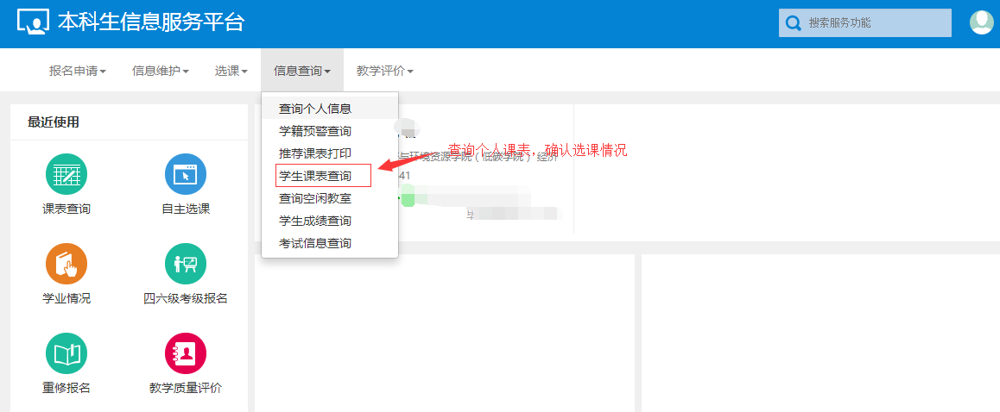 本科生信息服务平台
搜索服务功能
报名申请 信息维护 选课 信息查询 教学评价
最近使用
查询个人信息
学籍预警查询
推荐课表打印
学生课表查询
查询空闲教室
学生成绩查询
考试信息查询
查询个人课表，确认选课情况
与环境资源学院（低碳学院） 经济
41
课表查询 自主选课
学业情况 四六级考级报名
重修报名 教学质量评价